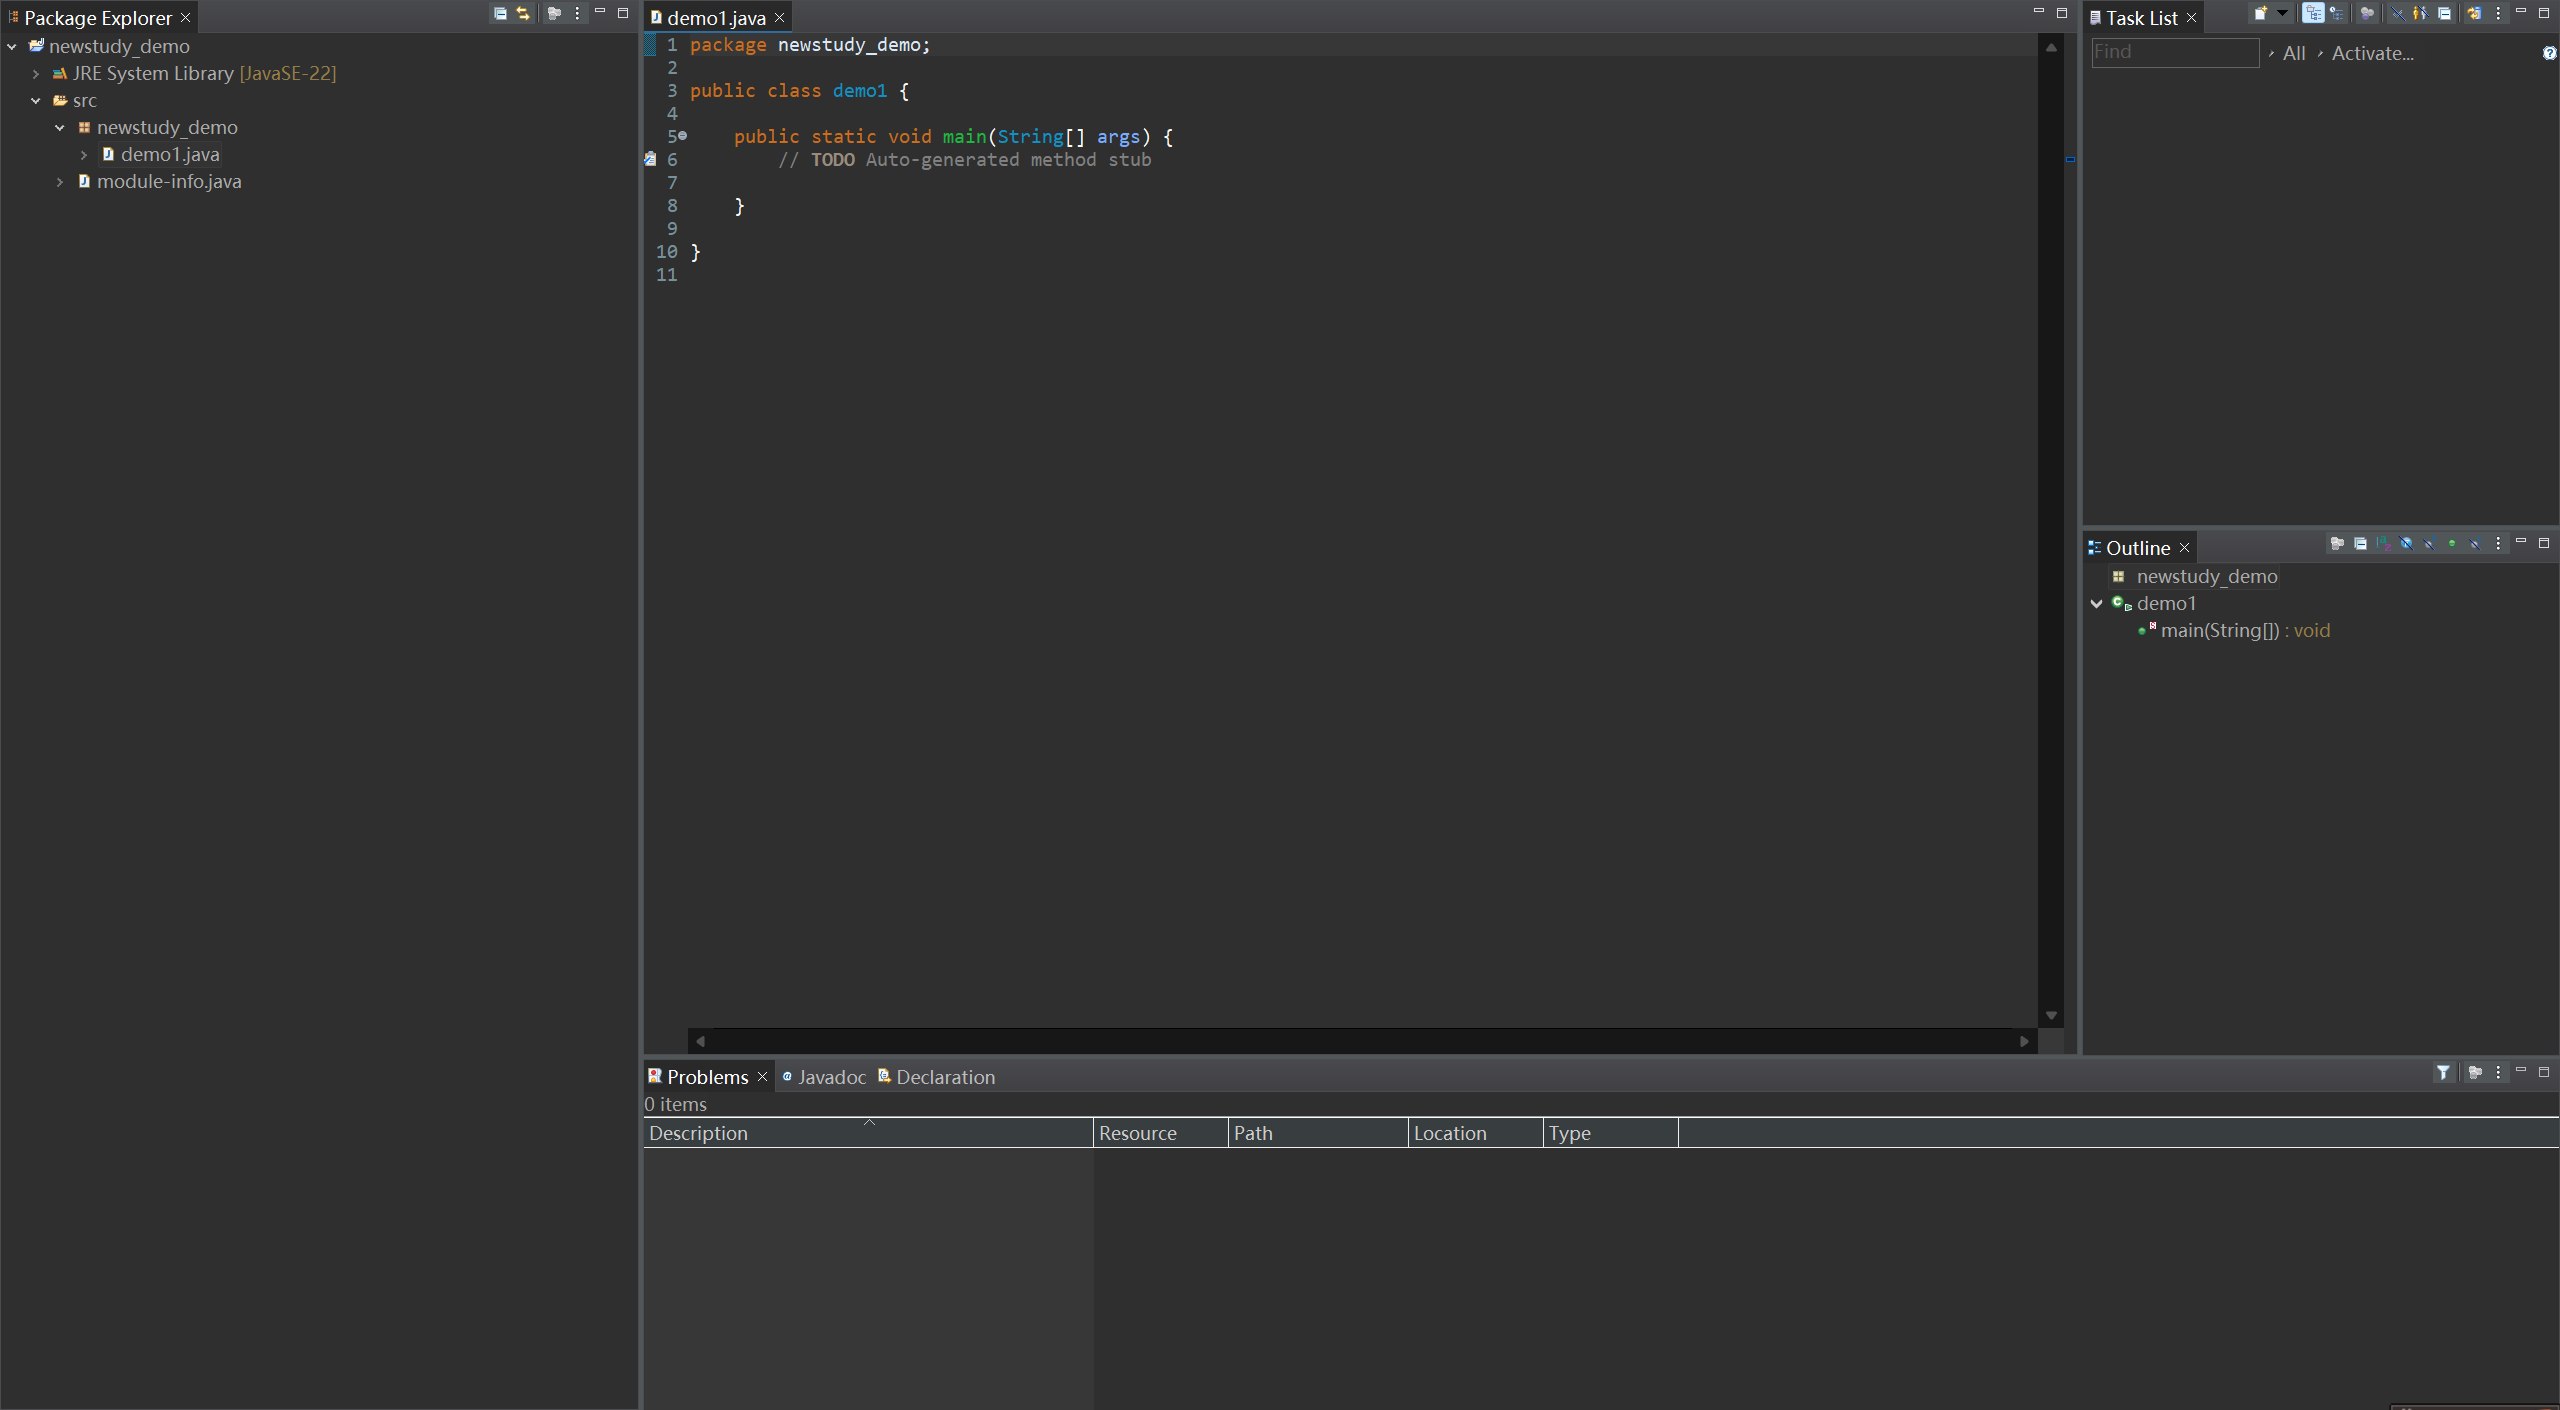 Package Explorer
newstudy_demo
JRE System Library [JavaSE-22]
src
newstudy_demo
demo1.java
module-info.java
demo1.java
1 package newstudy_demo;
2
3 public class demo1 {
4
5 public static void main(String[] args) {
6 // TODO Auto-generated method stub
7
8 }
9
10 }
11
Task List
Find
All
Activate...
Outline
newstudy_demo
demo1
main(String[]) : void
Problems
Javadoc
Declaration
0 items
Description Resource Path Location Type